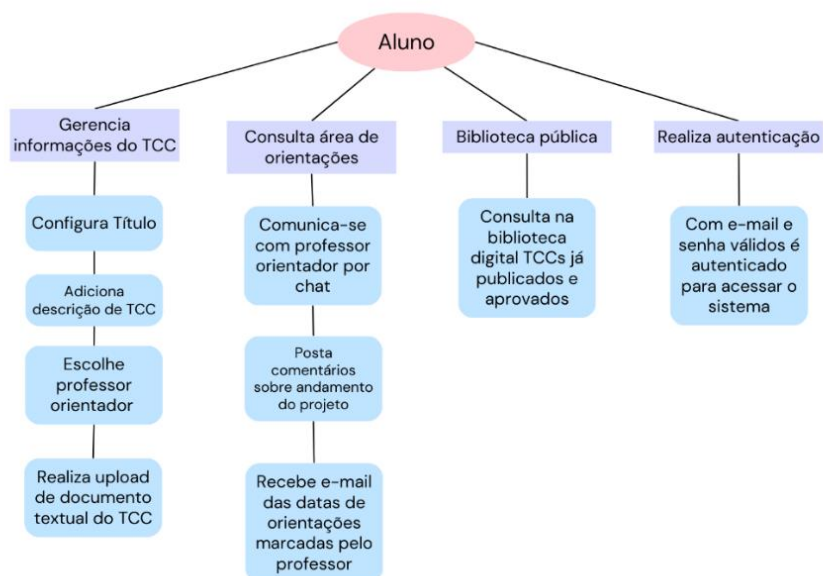 Aluno
Gerencia
informações do TCC
Configura Título
Adiciona
descrição de TCC
Escolhe
professor
orientador
Realiza upload
de documento
textual do TCC
Consulta área de
orientações
Comunica-se
com professor
orientador por
chat
Posta
comentários
sobre andamento
do projeto
Recebe e-mail
das datas de
orientações
marcadas pelo
professor
Biblioteca pública
Consulta na
biblioteca
digital TCCs já
publicados e
aprovados
Realiza autenticação
Com e-mail e
senha válidos é
autenticado
para acessar o
sistema